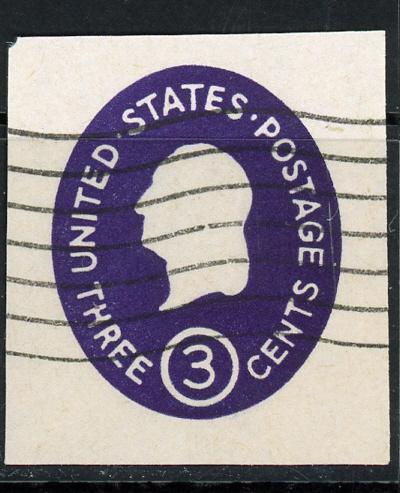 UNITED · STATES · POSTAGE
THREE 3 CENTS